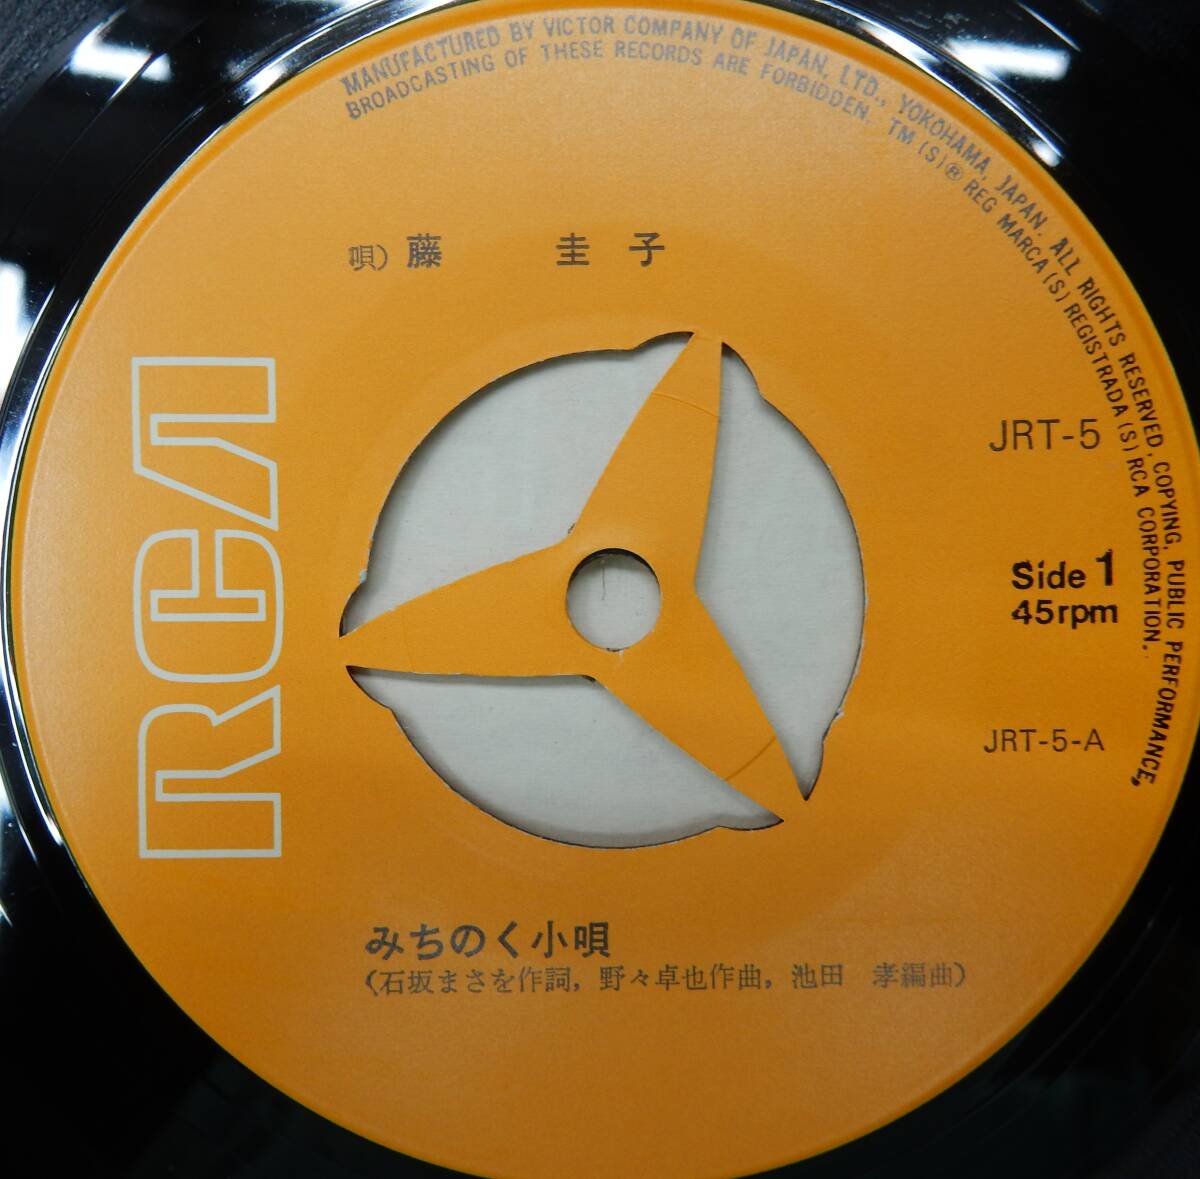 MANUFACTURED BY VICTOR COMPANY OF JAPAN, LTD., YOKOHAMA, JAPAN. ALL RIGHTS RESERVED, COPYING, PUBLIC PERFORMANCE,
BROADCASTING OF THESE RECORDS ARE FORBIDDEN. TM(S)® REG MARCA(S) REGISTRADA(S) RCA CORPORATION.
唄) 藤 圭子
RCA
JRT-5
Side 1
45rpm
JRT-5-A
みちのく小唄
(石坂まさを作詞, 野々卓也作曲, 池田 孝編曲)